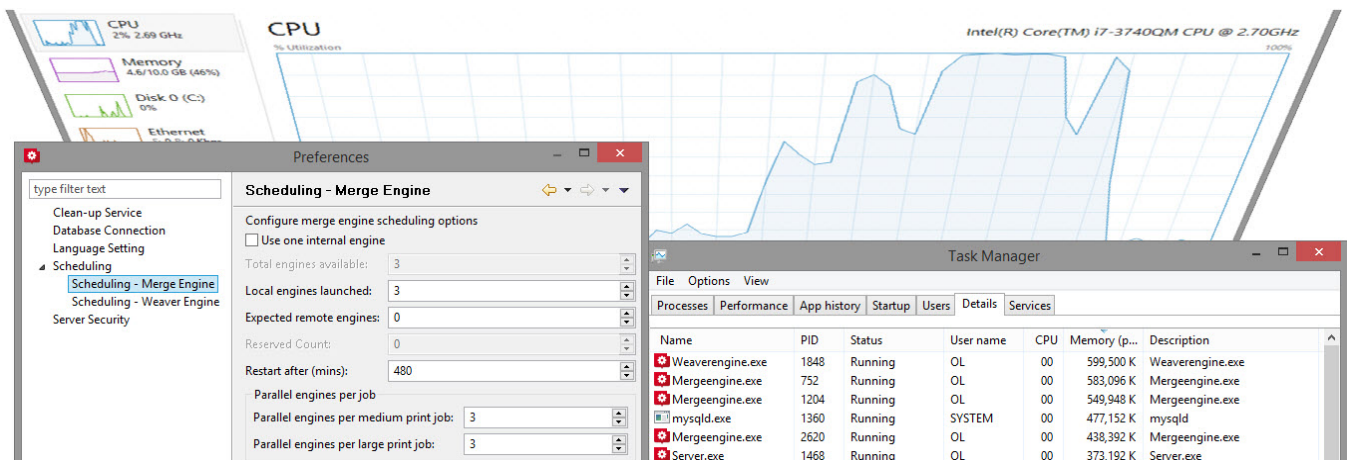 CPU
2% 2.69 GHz
Memory
4.6/10.0 GB (46%)
Disk 0 (C:)
0%
Ethernet
CPU
Intel(R) Core(TM) i7-3740QM CPU @ 2.70GHz
% Utilization
100%
Preferences
type filter text
Clean-up Service
Database Connection
Language Setting
Scheduling
Scheduling - Merge Engine
Scheduling - Weaver Engine
Server Security
Scheduling - Merge Engine
Configure merge engine scheduling options
Use one internal engine
Total engines available: 3
Local engines launched: 3
Expected remote engines: 0
Reserved Count: 0
Restart after (mins): 480
Parallel engines per job
Parallel engines per medium print job: 3
Parallel engines per large print job: 3
Task Manager
File Options View
Processes Performance App history Startup Users Details Services
Name PID Status User name CPU Memory (p... Description
Weaverengine.exe 1848 Running OL 00 599,500 K Weaverengine.exe
Mergeengine.exe 752 Running OL 00 583,096 K Mergeengine.exe
Mergeengine.exe 1204 Running OL 00 549,948 K Mergeengine.exe
mysqld.exe 1360 Running SYSTEM 00 477,152 K mysqld
Mergeengine.exe 2620 Running OL 00 438,392 K Mergeengine.exe
Server.exe 1468 Running OL 00 373,192 K Server.exe